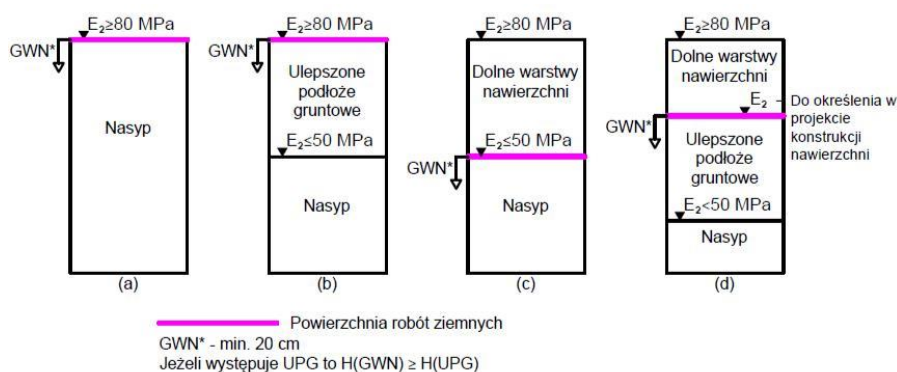 E₂≥80 MPa
GWN*
Nasyp
(a)
E₂≥80 MPa
GWN*
Ulepszone
podłoże
gruntowe
E₂≤50 MPa
Nasyp
(b)
E₂≥80 MPa
Dolne warstwy
nawierzchni
E₂≤50 MPa
GWN*
Nasyp
(c)
E₂≥80 MPa
Dolne warstwy
nawierzchni
E₂
Do określenia w
projekcie
konstrukcji
nawierzchni
GWN*
Ulepszone
podłoże
gruntowe
E₂<50 MPa
Nasyp
(d)
Powierzchnia robót ziemnych
GWN* - min. 20 cm
Jeżeli występuje UPG to H(GWN) ≥ H(UPG)